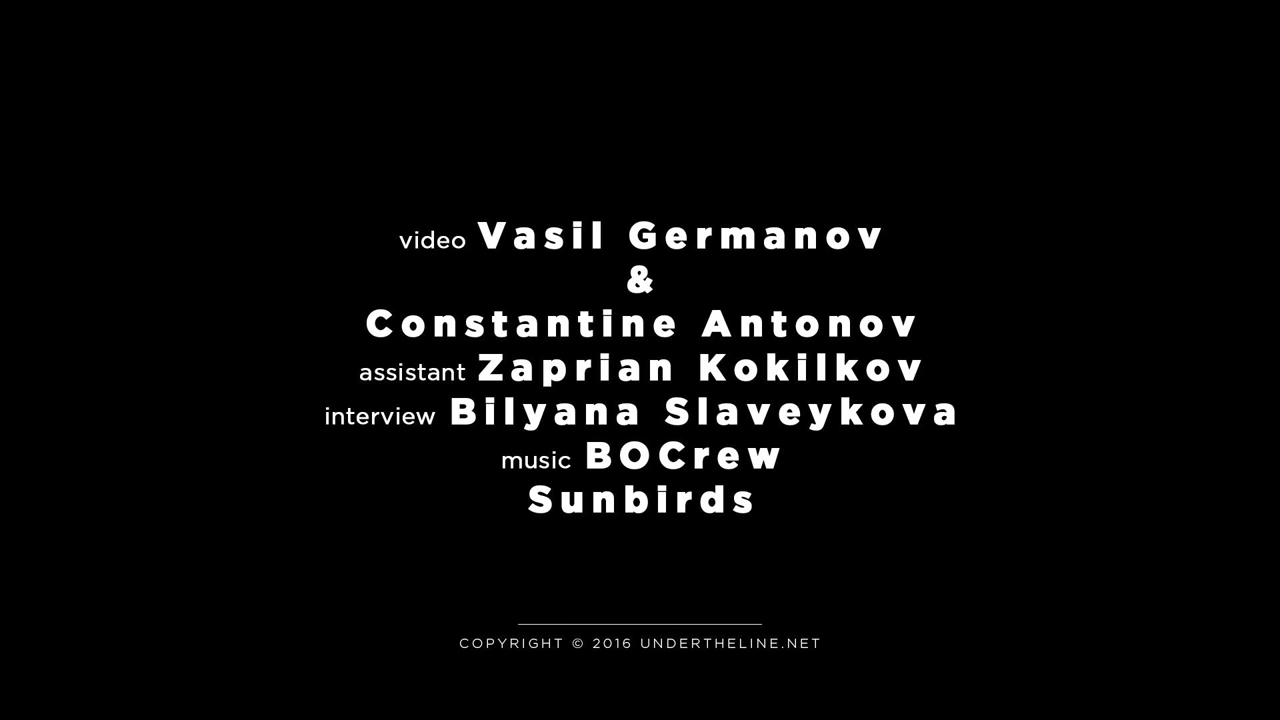 video Vasil Germanov
&
Constantine Antonov
assistant Zaprian Kokilkov
interview Bilyana Slaveykova
music BOCrew
Sunbirds
COPYRIGHT © 2016 UNDERTHELINE.NET